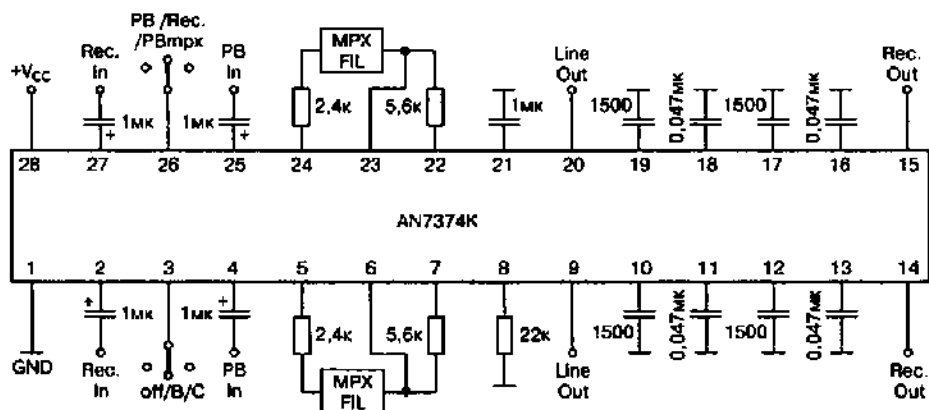 PB /Rec.
/PBmpx
Rec.
In
PB
In
+VCC
MPX
FIL
Line
Out
Rec.
Out
1мк
1мк
2,4к
5,6к
1мк
1500
0,047мк
1500
0,047мк
28
27
26
25
24
23
22
21
20
19
18
17
16
15
AN7374K
1
2
3
4
5
6
7
8
9
10
11
12
13
14
1мк
1мк
2,4к
5,6к
22к
1500
0,047мк
1500
0.047мк
GND
Rec.
In
off/B/C
PB
In
MPX
FIL
Line
Out
Rec.
Out